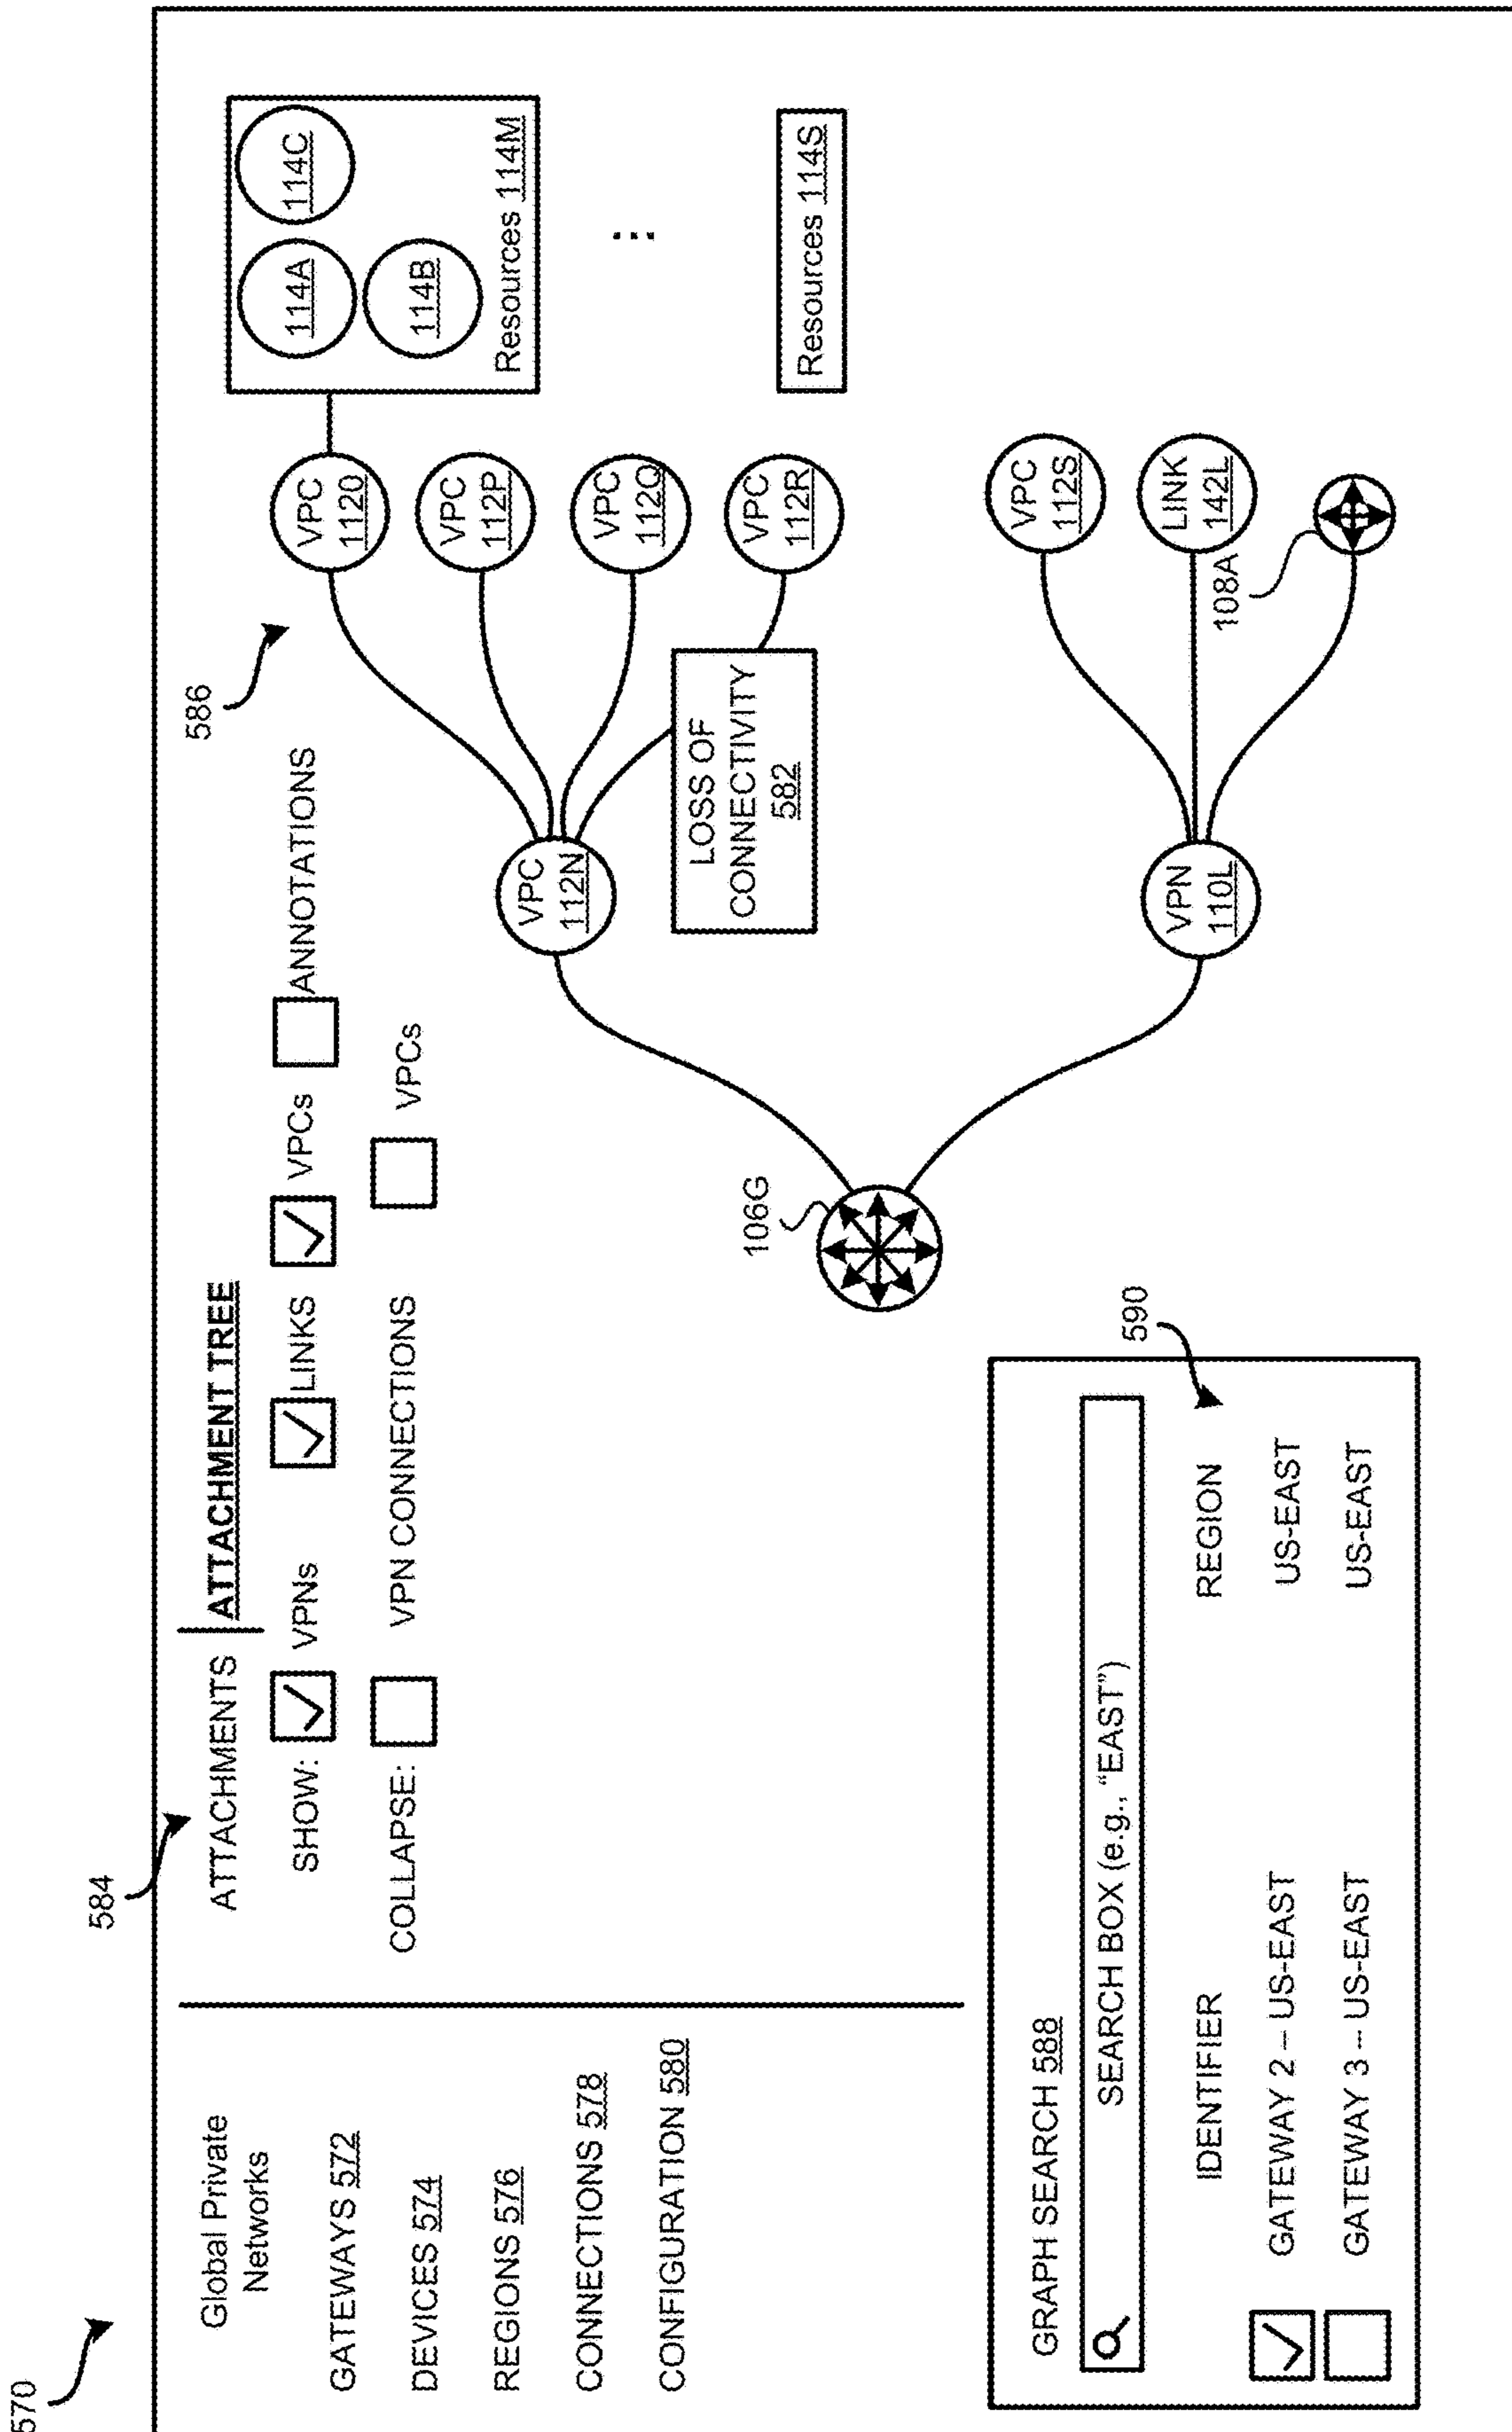 570
Global Private
Networks
GATEWAYS 572
DEVICES 574
REGIONS 576
CONNECTIONS 578
CONFIGURATION 580
584
ATTACHMENTS
ATTACHMENT TREE
SHOW:
VPNs
LINKS
VPCs
ANNOTATIONS
COLLAPSE:
VPN CONNECTIONS
VPCs
586
106G
VPC
112N
VPC
1120
VPC
112P
VPC
112Q
VPC
112R
LOSS OF
CONNECTIVITY
582
114A
114C
114B
Resources 114M
...
Resources 114S
VPN
110L
VPC
112S
LINK
142L
108A
590
GRAPH SEARCH 588
SEARCH BOX (e.g., “EAST”)
IDENTIFIER
REGION
GATEWAY 2 – US-EAST
US-EAST
GATEWAY 3 – US-EAST
US-EAST